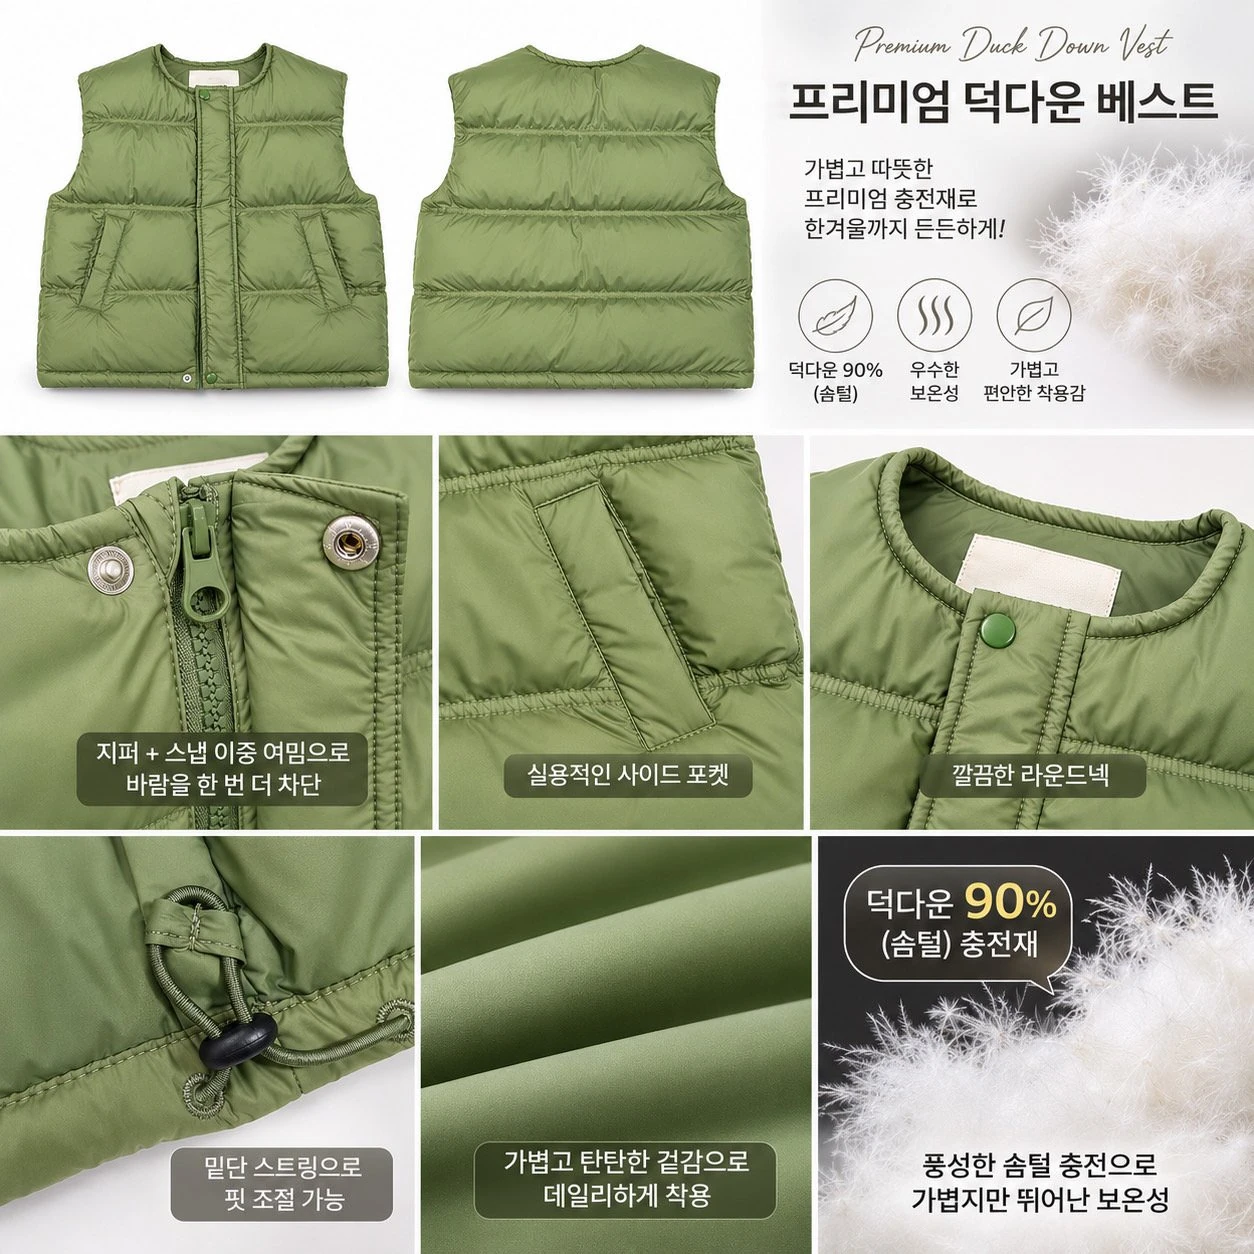 Premium Duck Down Vest
프리미엄 덕다운 베스트
가볍고 따뜻한
프리미엄 충전재로
한겨울까지 든든하게!
덕다운 90%
(솜털)
우수한
보온성
가볍고
편안한 착용감
지퍼 + 스냅 이중 여밈으로
바람을 한 번 더 차단
실용적인 사이드 포켓
깔끔한 라운드넥
밑단 스트링으로
핏 조절 가능
가볍고 탄탄한 겉감으로
데일리하게 착용
덕다운 90%
(솜털) 충전재
풍성한 솜털 충전으로
가볍지만 뛰어난 보온성